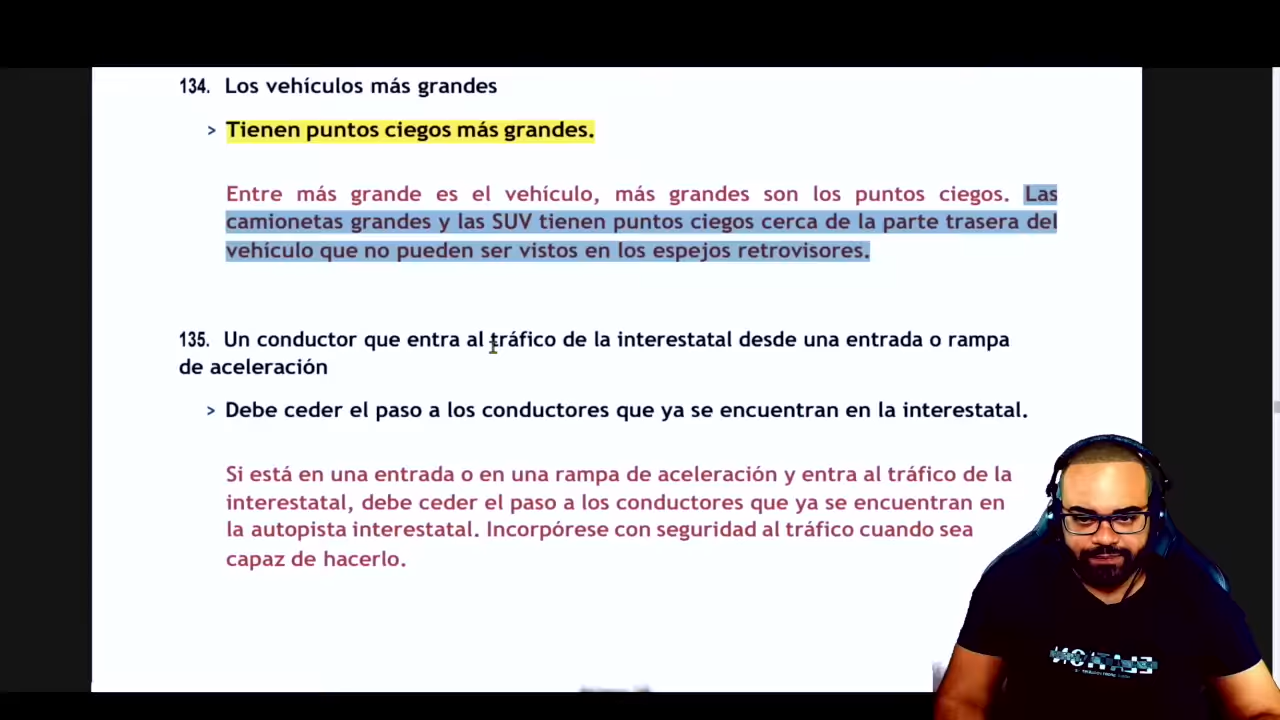 134. Los vehículos más grandes
> Tienen puntos ciegos más grandes.
Entre más grande es el vehículo, más grandes son los puntos ciegos. Las
camionetas grandes y las SUV tienen puntos ciegos cerca de la parte trasera del
vehículo que no pueden ser vistos en los espejos retrovisores.
135. Un conductor que entra al tráfico de la interestatal desde una entrada o rampa
de aceleración
> Debe ceder el paso a los conductores que ya se encuentran en la interestatal.
Si está en una entrada o en una rampa de aceleración y entra al tráfico de la
interestatal, debe ceder el paso a los conductores que ya se encuentran en
la autopista interestatal. Incorpórese con seguridad al tráfico cuando sea
capaz de hacerlo.